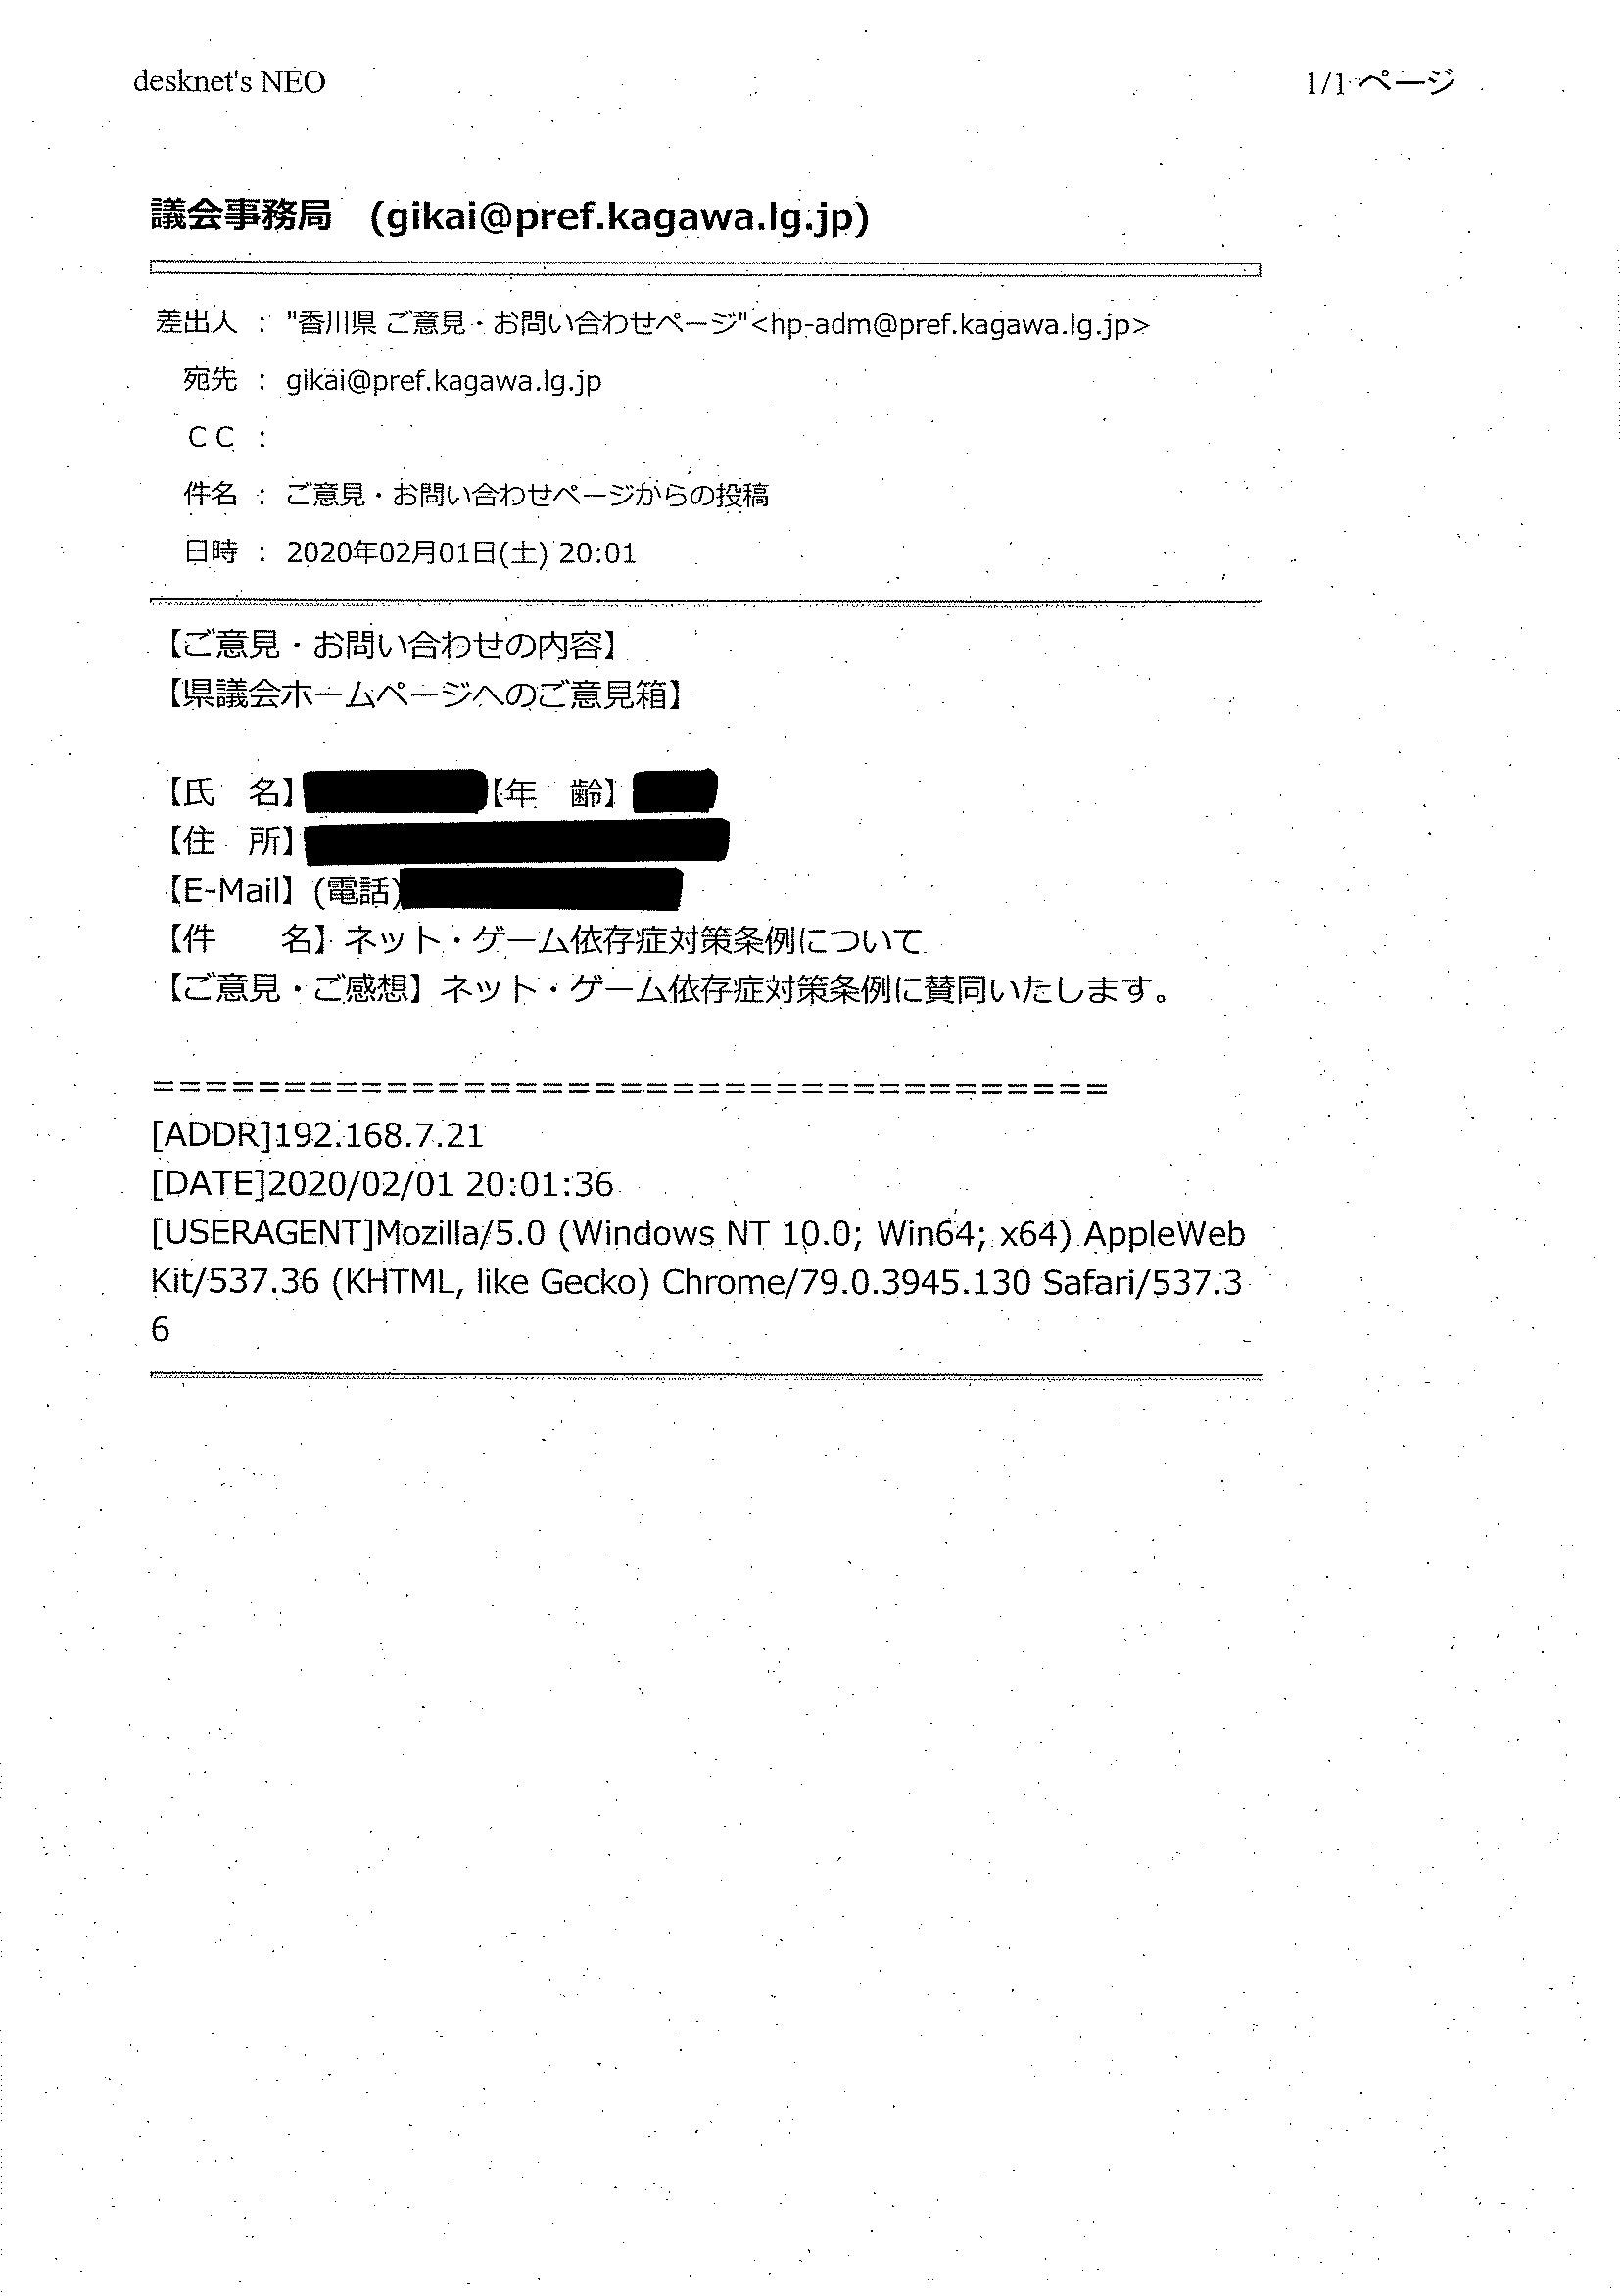 desknet's NEO
1/1 ページ
議会事務局　(gikai@pref.kagawa.lg.jp)
差出人 : "香川県 ご意見・お問い合わせページ"<hp-adm@pref.kagawa.lg.jp>
宛先 : gikai@pref.kagawa.lg.jp
ＣＣ :
件名 : ご意見・お問い合わせページからの投稿
日時 : 2020年02月01日(土) 20:01
【ご意見・お問い合わせの内容】
【県議会ホームページへのご意見箱】
【氏　名】【年　齢】
【住　所】
【E-Mail】(電話)
【件　　名】ネット・ゲーム依存症対策条例について
【ご意見・ご感想】ネット・ゲーム依存症対策条例に賛同いたします。
=====================================
[ADDR]192.168.7.21
[DATE]2020/02/01 20:01:36
[USERAGENT]Mozilla/5.0 (Windows NT 10.0; Win64; x64) AppleWeb
Kit/537.36 (KHTML, like Gecko) Chrome/79.0.3945.130 Safari/537.3
6